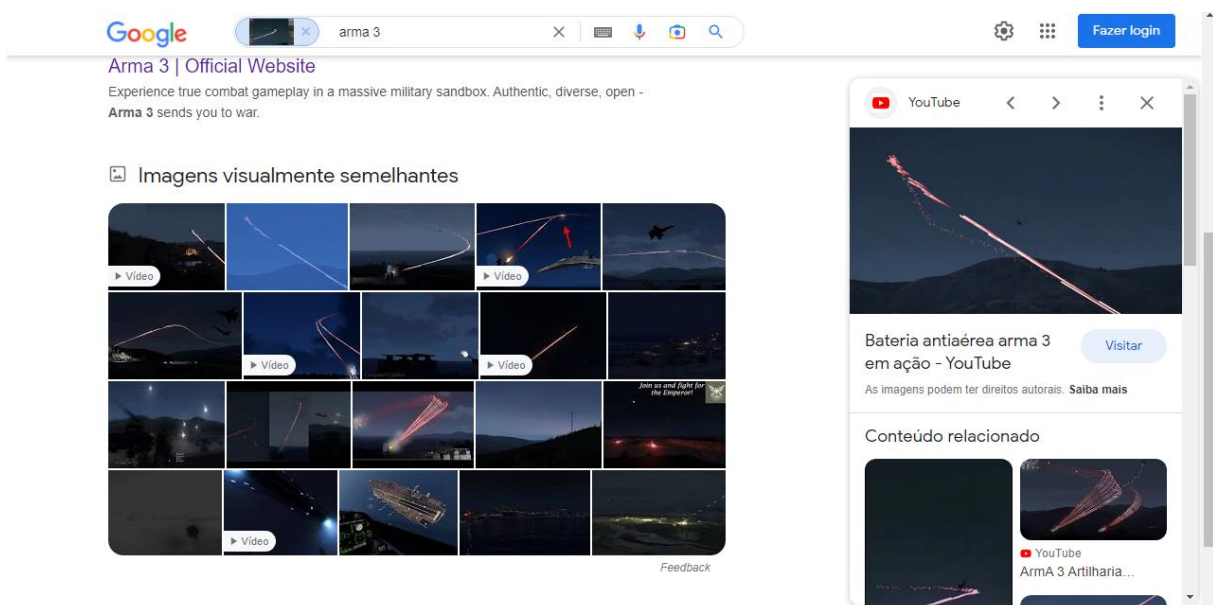 Google
arma 3
Fazer login
Arma 3 | Official Website
Experience true combat gameplay in a massive military sandbox. Authentic, diverse, open -
Arma 3 sends you to war.
Imagens visualmente semelhantes
Vídeo
Vídeo
Vídeo
Vídeo
Join us and fight for
the Emperor!
Vídeo
Feedback
YouTube
Bateria antiaérea arma 3
em ação - YouTube
Visitar
As imagens podem ter direitos autorais. Saiba mais
Conteúdo relacionado
YouTube
ArmA 3 Artilharia…